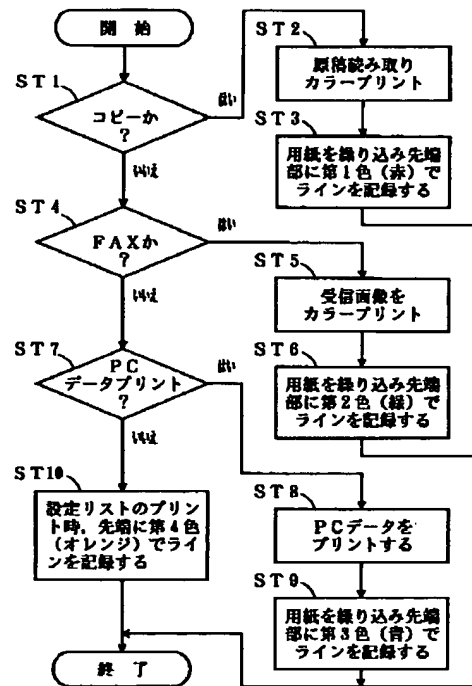 開 始
ST1
コピーか
?
はい
いいえ
ST2
原稿読み取り
カラープリント
ST3
用紙を繰り込み先端
部に第1色(赤)で
ラインを記録する
ST4
FAXか
?
はい
いいえ
ST5
受信画像を
カラープリント
ST6
用紙を繰り込み先端
部に第2色(緑)で
ラインを記録する
ST7
PC
データプリント
?
はい
いいえ
ST8
PCデータを
プリントする
ST9
用紙を繰り込み先端
部に第3色(青)で
ラインを記録する
ST10
設定リストのプリン
ト時,先端に第4色
(オレンジ)でライ
ンを記録する
終 了